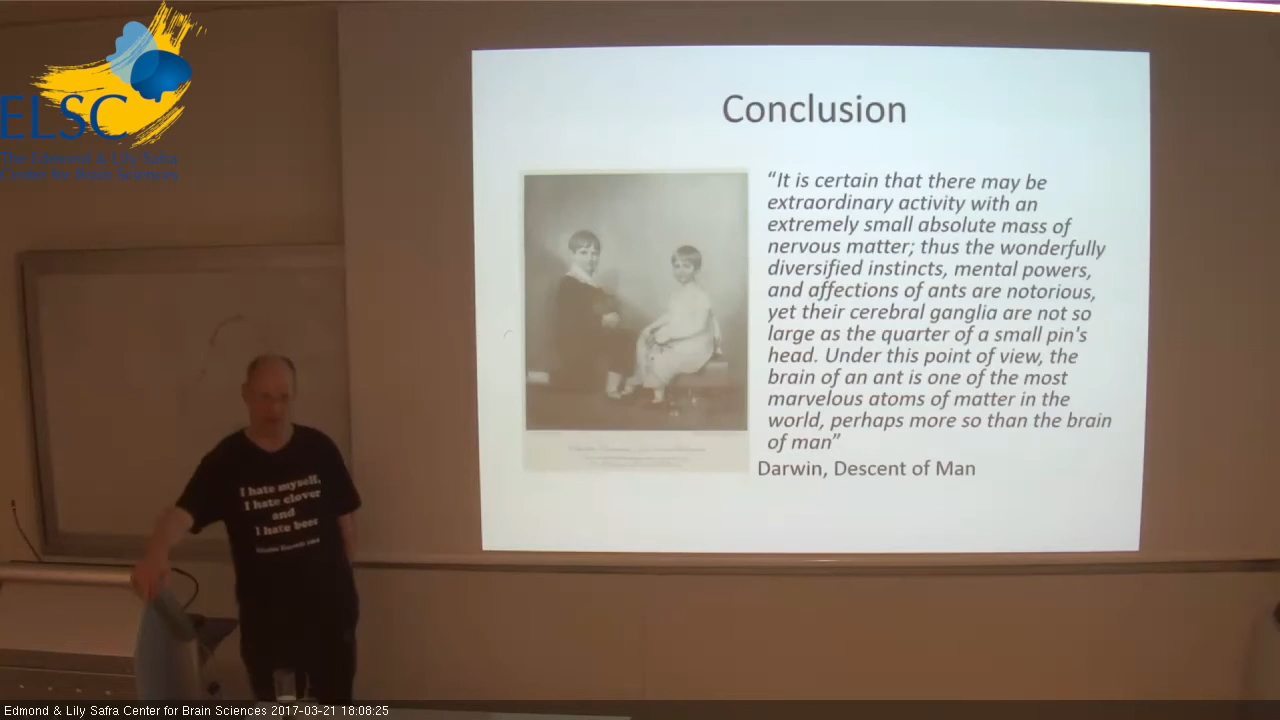 ELSC
The Edmond & Lily Safra
Center for Brain Sciences
Conclusion
“It is certain that there may be
extraordinary activity with an
extremely small absolute mass of
nervous matter; thus the wonderfully
diversified instincts, mental powers,
and affections of ants are notorious,
yet their cerebral ganglia are not so
large as the quarter of a small pin's
head. Under this point of view, the
brain of an ant is one of the most
marvelous atoms of matter in the
world, perhaps more so than the brain
of man”
Darwin, Descent of Man
I hate myself,
I hate clover
and
I hate beer
Edmond & Lily Safra Center for Brain Sciences 2017-03-21 18:08:25